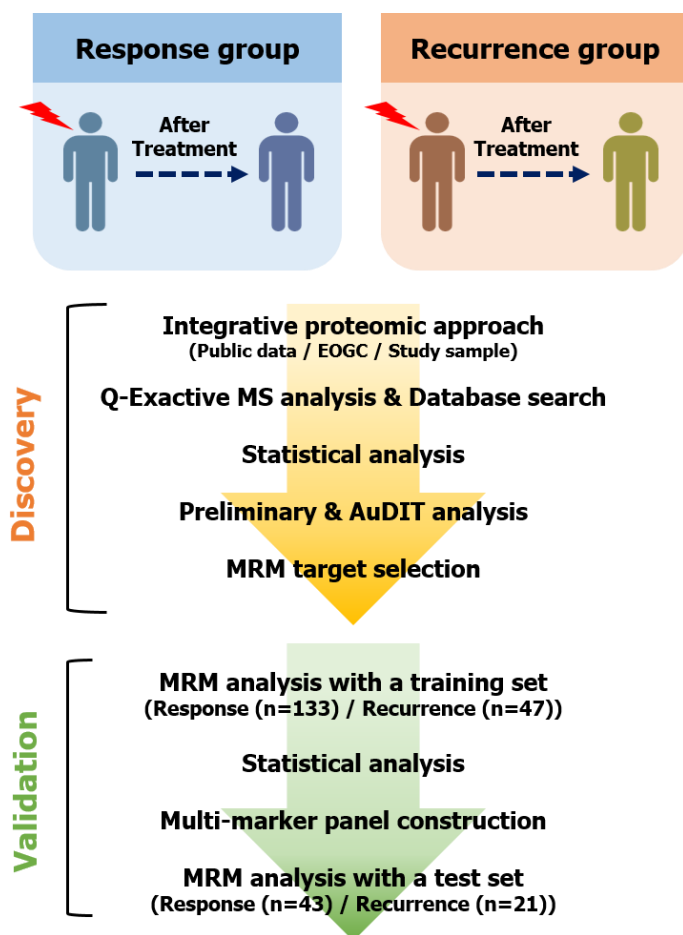 Response group
Recurrence group
After
Treatment
After
Treatment
Discovery
Integrative proteomic approach
(Public data / EOGC / Study sample)
Q-Exactive MS analysis & Database search
Statistical analysis
Preliminary & AuDIT analysis
MRM target selection
Validation
MRM analysis with a training set
(Response (n=133) / Recurrence (n=47))
Statistical analysis
Multi-marker panel construction
MRM analysis with a test set
(Response (n=43) / Recurrence (n=21))